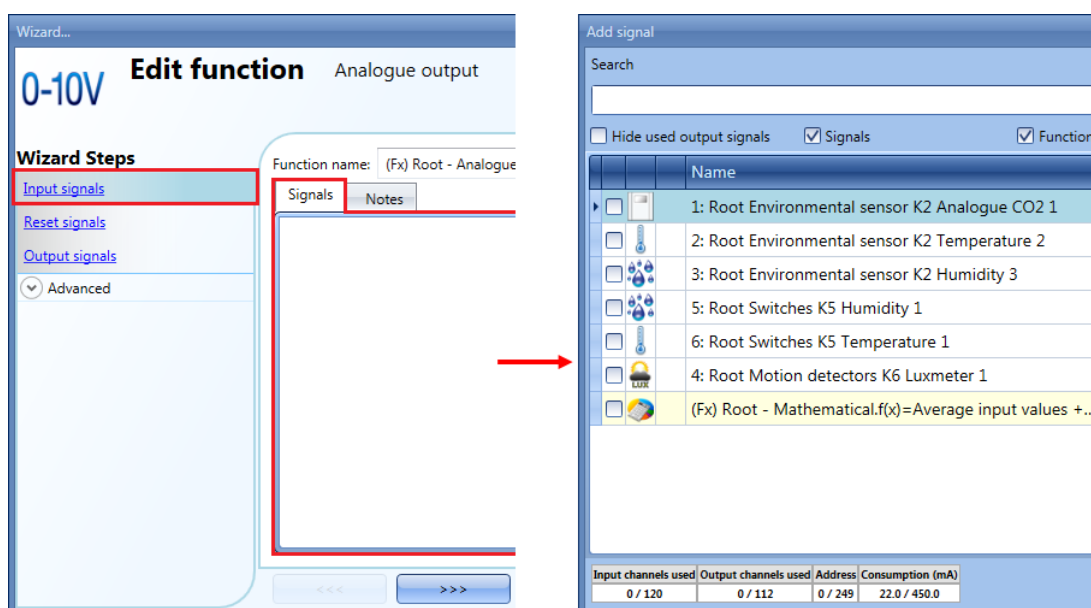 Wizard...
0-10V
Edit function
Analogue output
Wizard Steps
Input signals
Reset signals
Output signals
Advanced
Function name: (Fx) Root - Analogue
Signals
Notes
<<<
>>>
Add signal
Search
Hide used output signals
Signals
Function
Name
1: Root Environmental sensor K2 Analogue CO2 1
2: Root Environmental sensor K2 Temperature 2
3: Root Environmental sensor K2 Humidity 3
5: Root Switches K5 Humidity 1
6: Root Switches K5 Temperature 1
LUX 4: Root Motion detectors K6 Luxmeter 1
(Fx) Root - Mathematical.f(x)=Average input values +...
Input channels used Output channels used Address Consumption (mA)
0 / 120 0 / 112 0 / 249 22.0 / 450.0